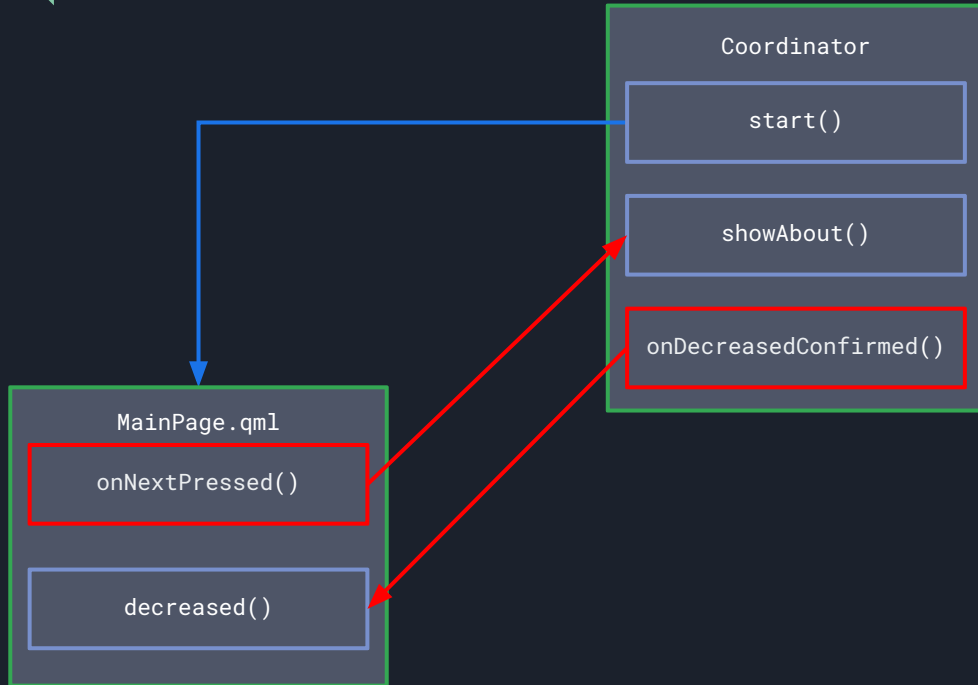 Coordinator
start()
showAbout()
onDecreasedConfirmed()
MainPage.qml
onNextPressed()
decreased()